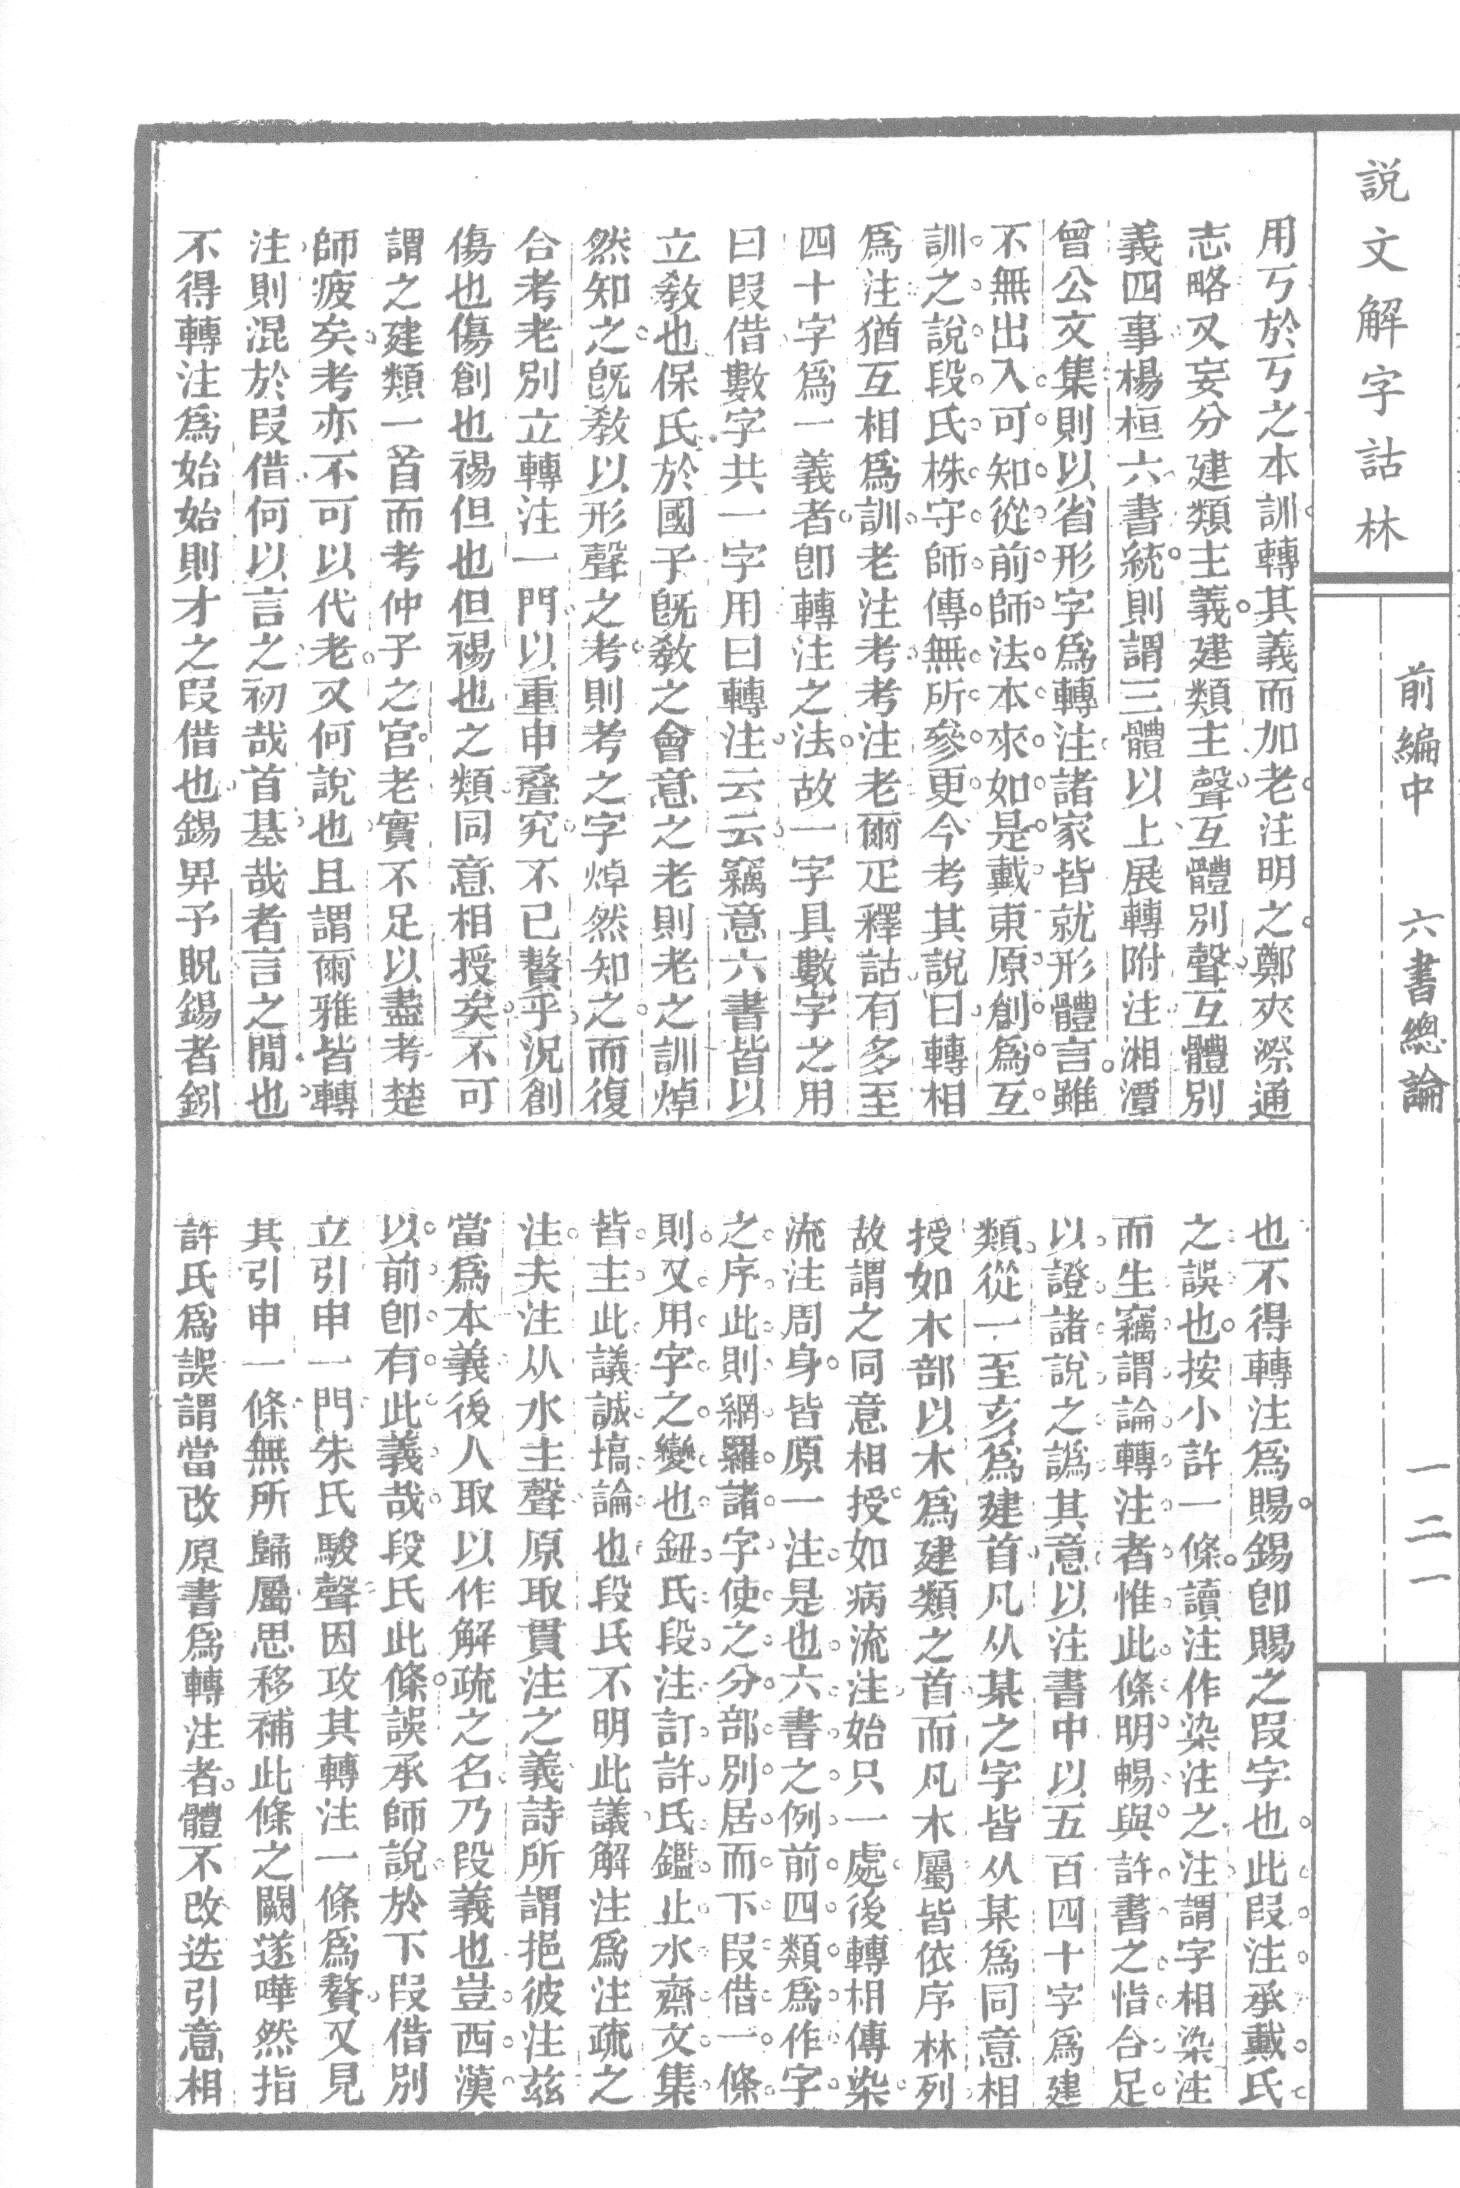 説文解字詁林
前編中　六書總論　一二一
用丂於丂之本訓轉其義而加老注明之鄭夾漈通
志略又妄分建類主義建類主聲互體別聲互體別
義四事楊桓六書統則謂三體以上展轉附注湘潭
曾公文集則以省形字爲轉注諸家皆就形體言雖
不無出入可知從前師法本來如是戴東原創爲互
訓之說段氏株守師傳無所參更今考其說曰轉相
爲注猶互相爲訓老注考考注老爾疋釋詁有多至
四十字爲一義者卽轉注之法故一字具數字之用
曰叚借數字共一字用曰轉注云云竊意六書皆以
立敎也保氏於國子旣敎之會意之老則老之訓焯
然知之旣敎以形聲之考則考之字焯然知之而復
合考老別立轉注一門以重申疊究不已贅乎況創
傷也傷創也裼但也但裼也之類同意相授矣不可
謂之建類一首而考仲子之宮老實不足以盡考楚
師疲矣考亦不可以代老又何說也且謂爾雅皆轉
注則混於叚借何以言之初哉首基哉者言之閒也
不得轉注爲始始則才之叚借也錫畀予貺錫者鈏
也不得轉注爲賜錫卽賜之叚字也此叚注承戴氏
之誤也按小許一條讀注作染注之注謂字相染注
而生竊謂論轉注者惟此條明暢與許書之恉合足
以證諸說之譌其意以注書中以五百四十字爲建
類從一至亥爲建首凡从某之字皆从某爲同意相
授如木部以木爲建類之首而凡木屬皆依序林列
故謂之同意相授如病流注始只一處後轉相傳染
流注周身皆原一注是也六書之例前四類爲作字
之序此則網羅諸字使之分部別居而下叚借一條
則又用字之變也鈕氏段注訂許氏鑑止水齋文集
皆主此議誠塙論也段氏不明此議解注爲注疏之
注夫注从水主聲原取貫注之義詩所謂挹彼注茲
當爲本義後人取以作解疏之名乃段義也豈西漢
以前卽有此義哉段氏此條誤承師說於下叚借別
立引申一門朱氏駿聲因攻其轉注一條爲贅又見
其引申一條無所歸屬思移補此條之闕遂嘩然指
許氏爲誤謂當改原書爲轉注者體不改迭引意相